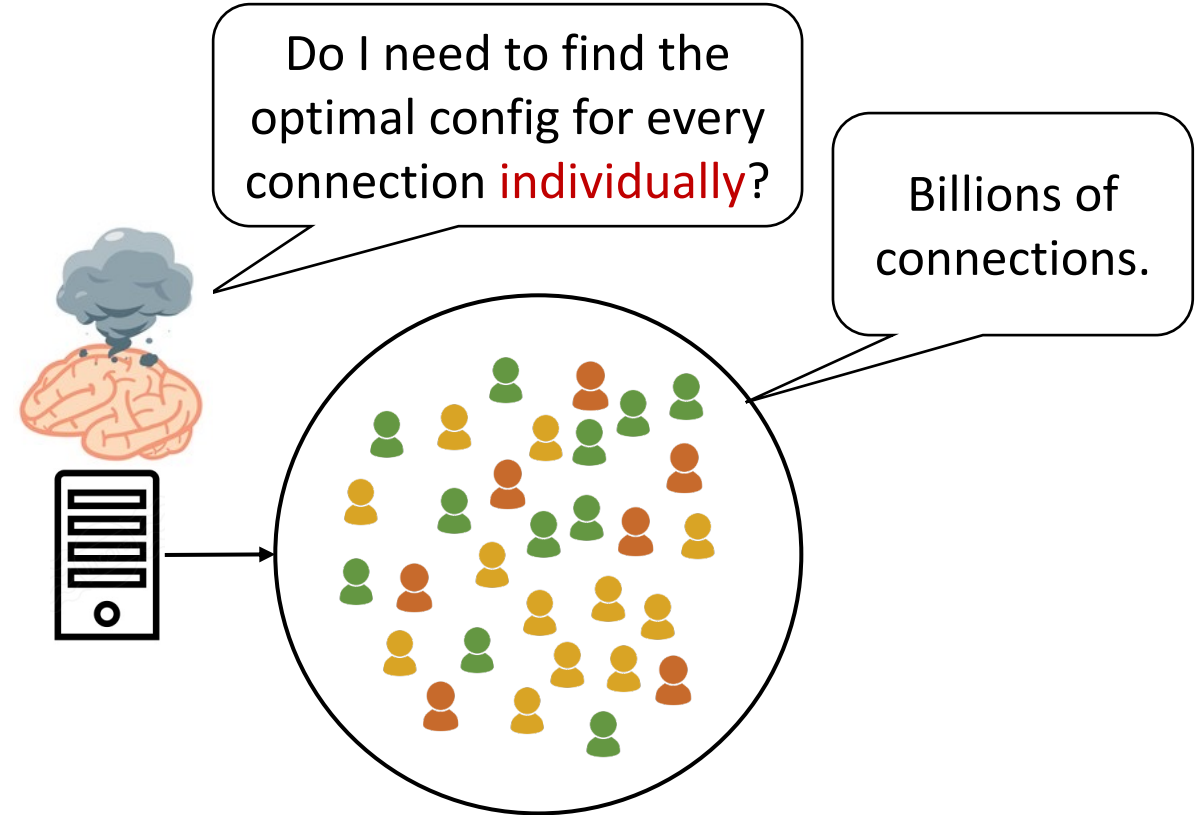 Do I need to find the
optimal config for every
connection individually?
Billions of
connections.